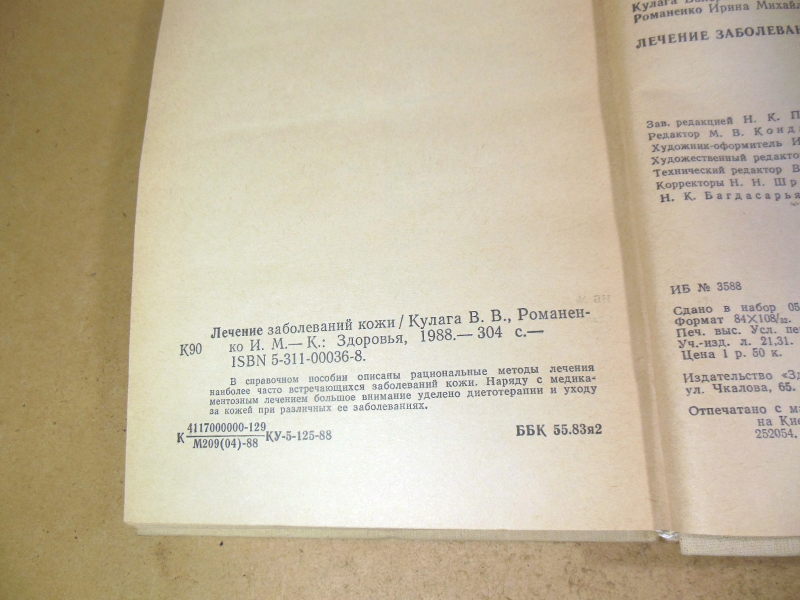 Лечение заболеваний кожи / Кулага В. В., Романен-
К90 ко И. М.— К.: Здоровья, 1988.— 304 с.—
ISBN 5-311-00036-8.
В справочном пособии описаны рациональные методы лечения
наиболее часто встречающихся заболеваний кожи. Наряду с медика-
ментозным лечением большое внимание уделено диетотерапии и уходу
за кожей при различных ее заболеваниях.
К 4117000000-129 КУ-5-125-88
М209(04)-88
ББК 55.83я2
Кулага
Романенко Ирина
ЛЕЧЕНИЕ
Зав. редакцией Н. К.
Редактор М. В.
Художник-оформитель
Художественный
Технический редактор
Корректоры Н. Н.
Н. К.
ИБ № 3588
Сдано в набор
Формат 84×108/32.
Печ. выс. Усл.
Уч.-изд. л. 21,31.
Цена 1 р. 50 к.
Издательство
ул. Чкалова, 65.
Отпечатано с
на
252054.